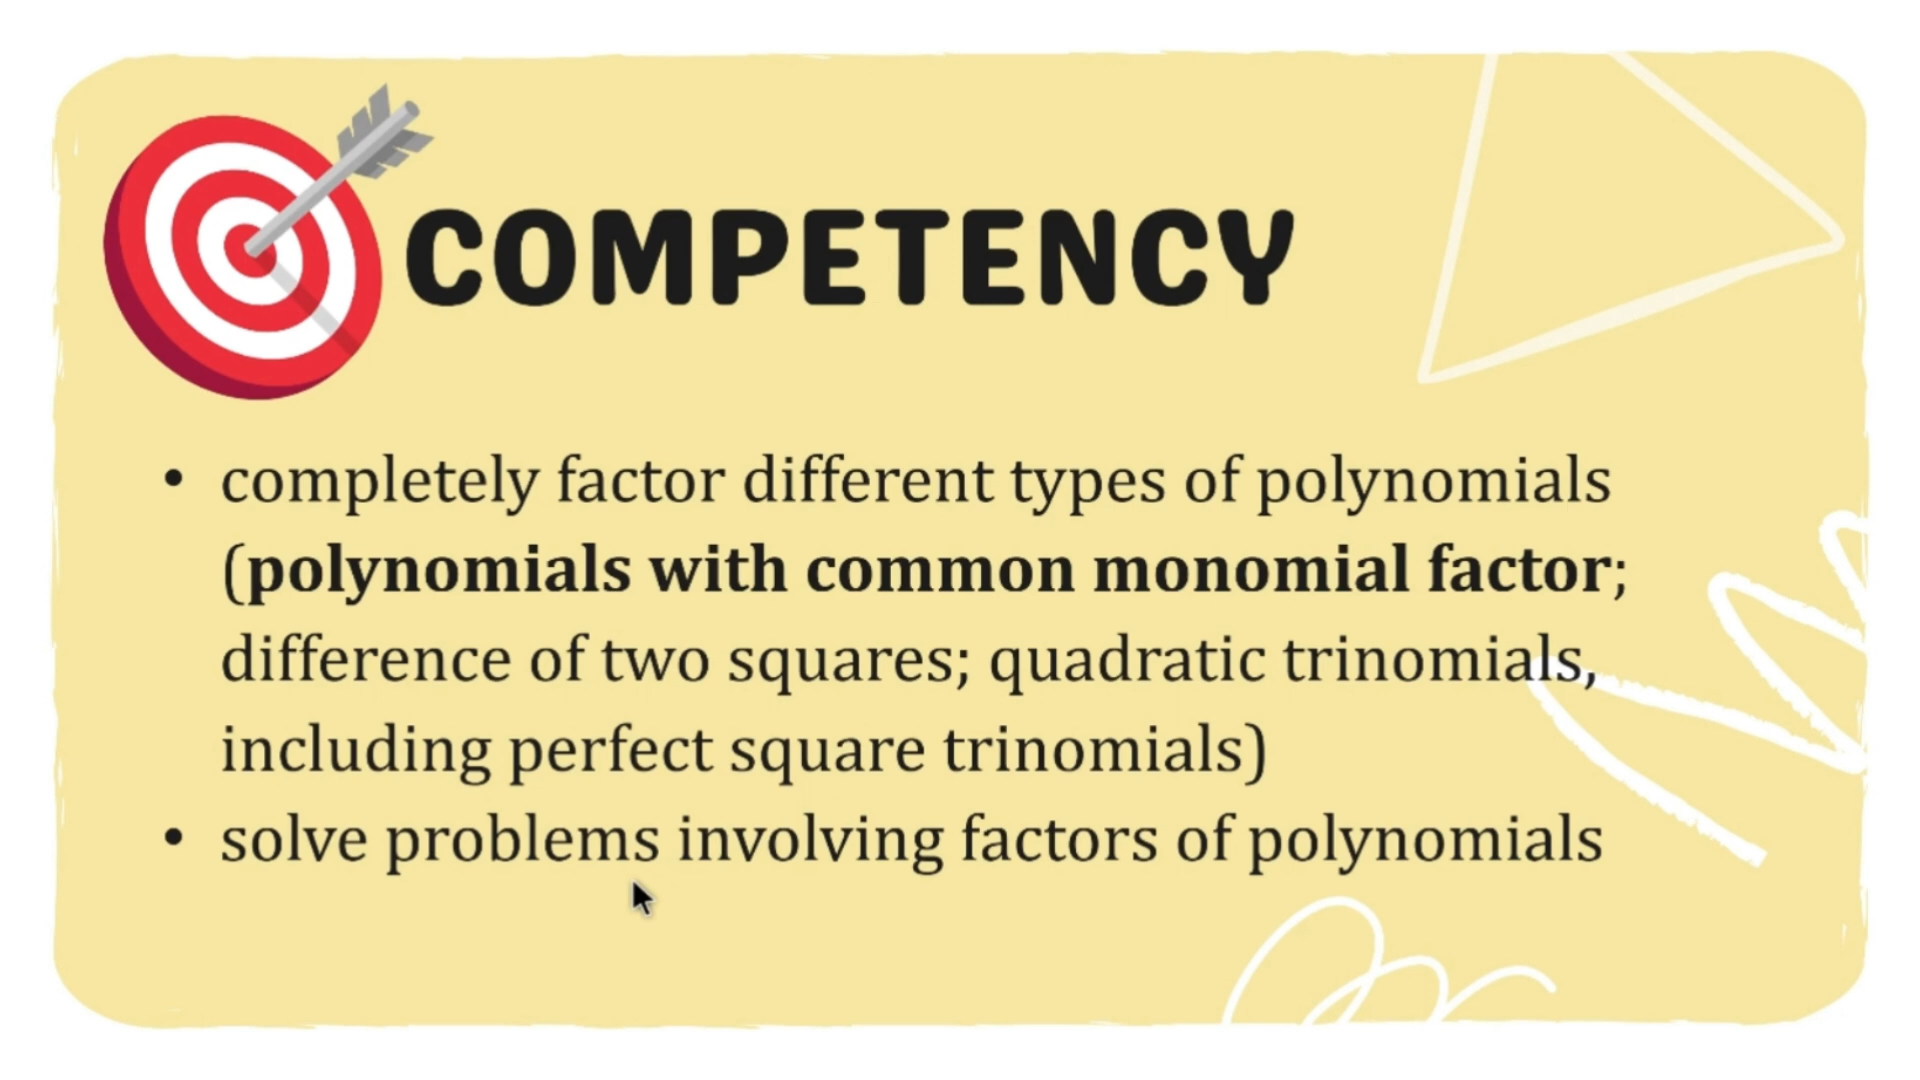 COMPETENCY
• completely factor different types of polynomials
(polynomials with common monomial factor;
difference of two squares; quadratic trinomials,
including perfect square trinomials)
• solve problems involving factors of polynomials